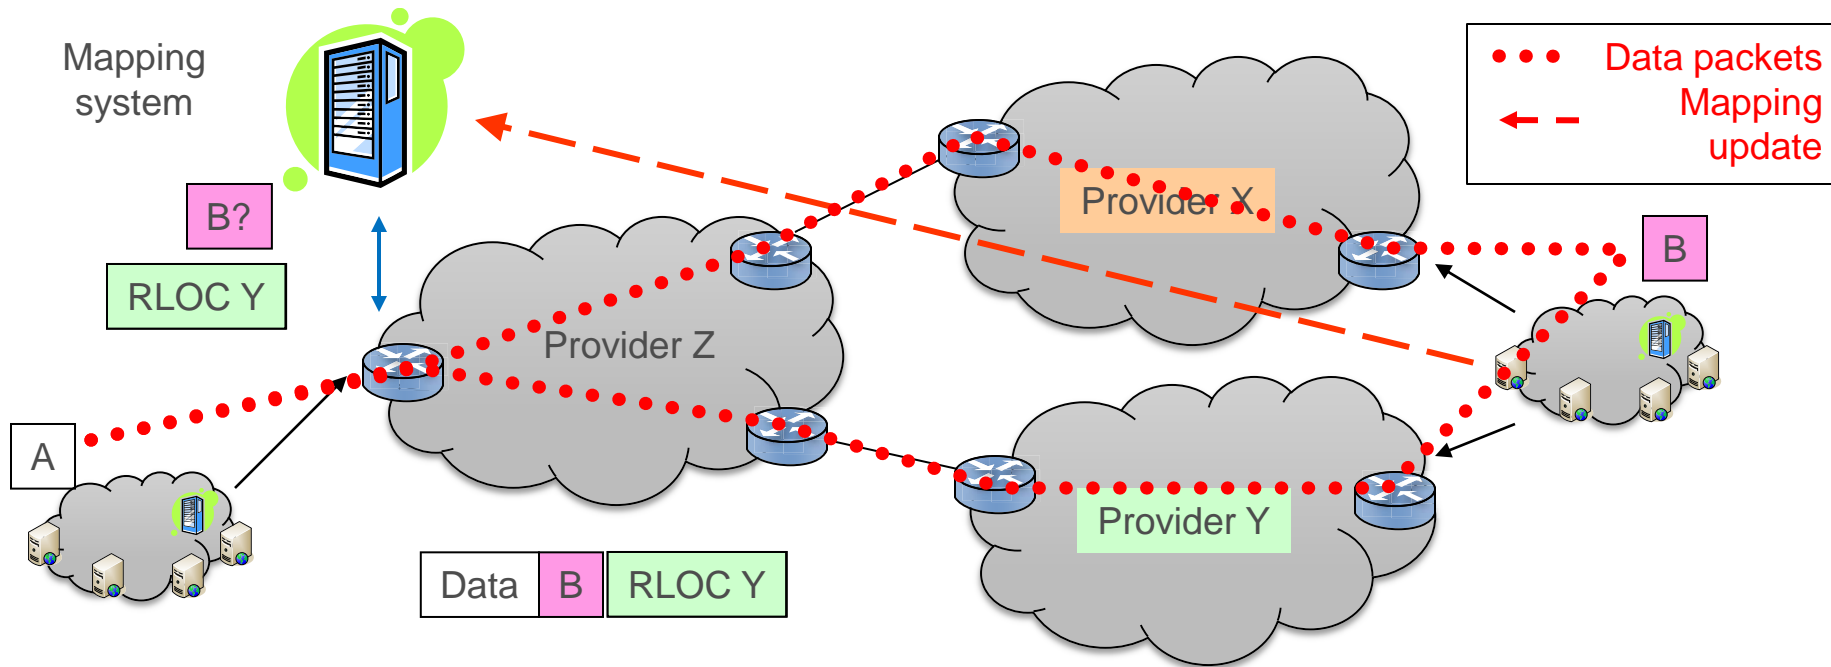 Mapping
system
Data packets
Mapping
update
B?
RLOC Y
Provider X
B
Provider Z
A
Provider Y
Data
B
RLOC Y